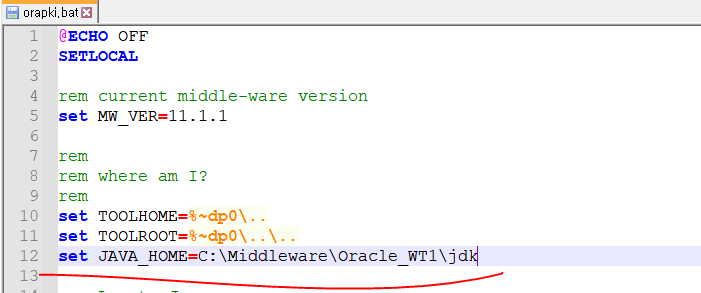 orapki.bat
1 @ECHO OFF
2 SETLOCAL
3
4 rem current middle-ware version
5 set MW_VER=11.1.1
6
7 rem
8 rem where am I?
9 rem
10 set TOOLHOME=%~dp0\..
11 set TOOLROOT=%~dp0\..\..
12 set JAVA_HOME=C:\Middleware\Oracle_WT1\jdk
13